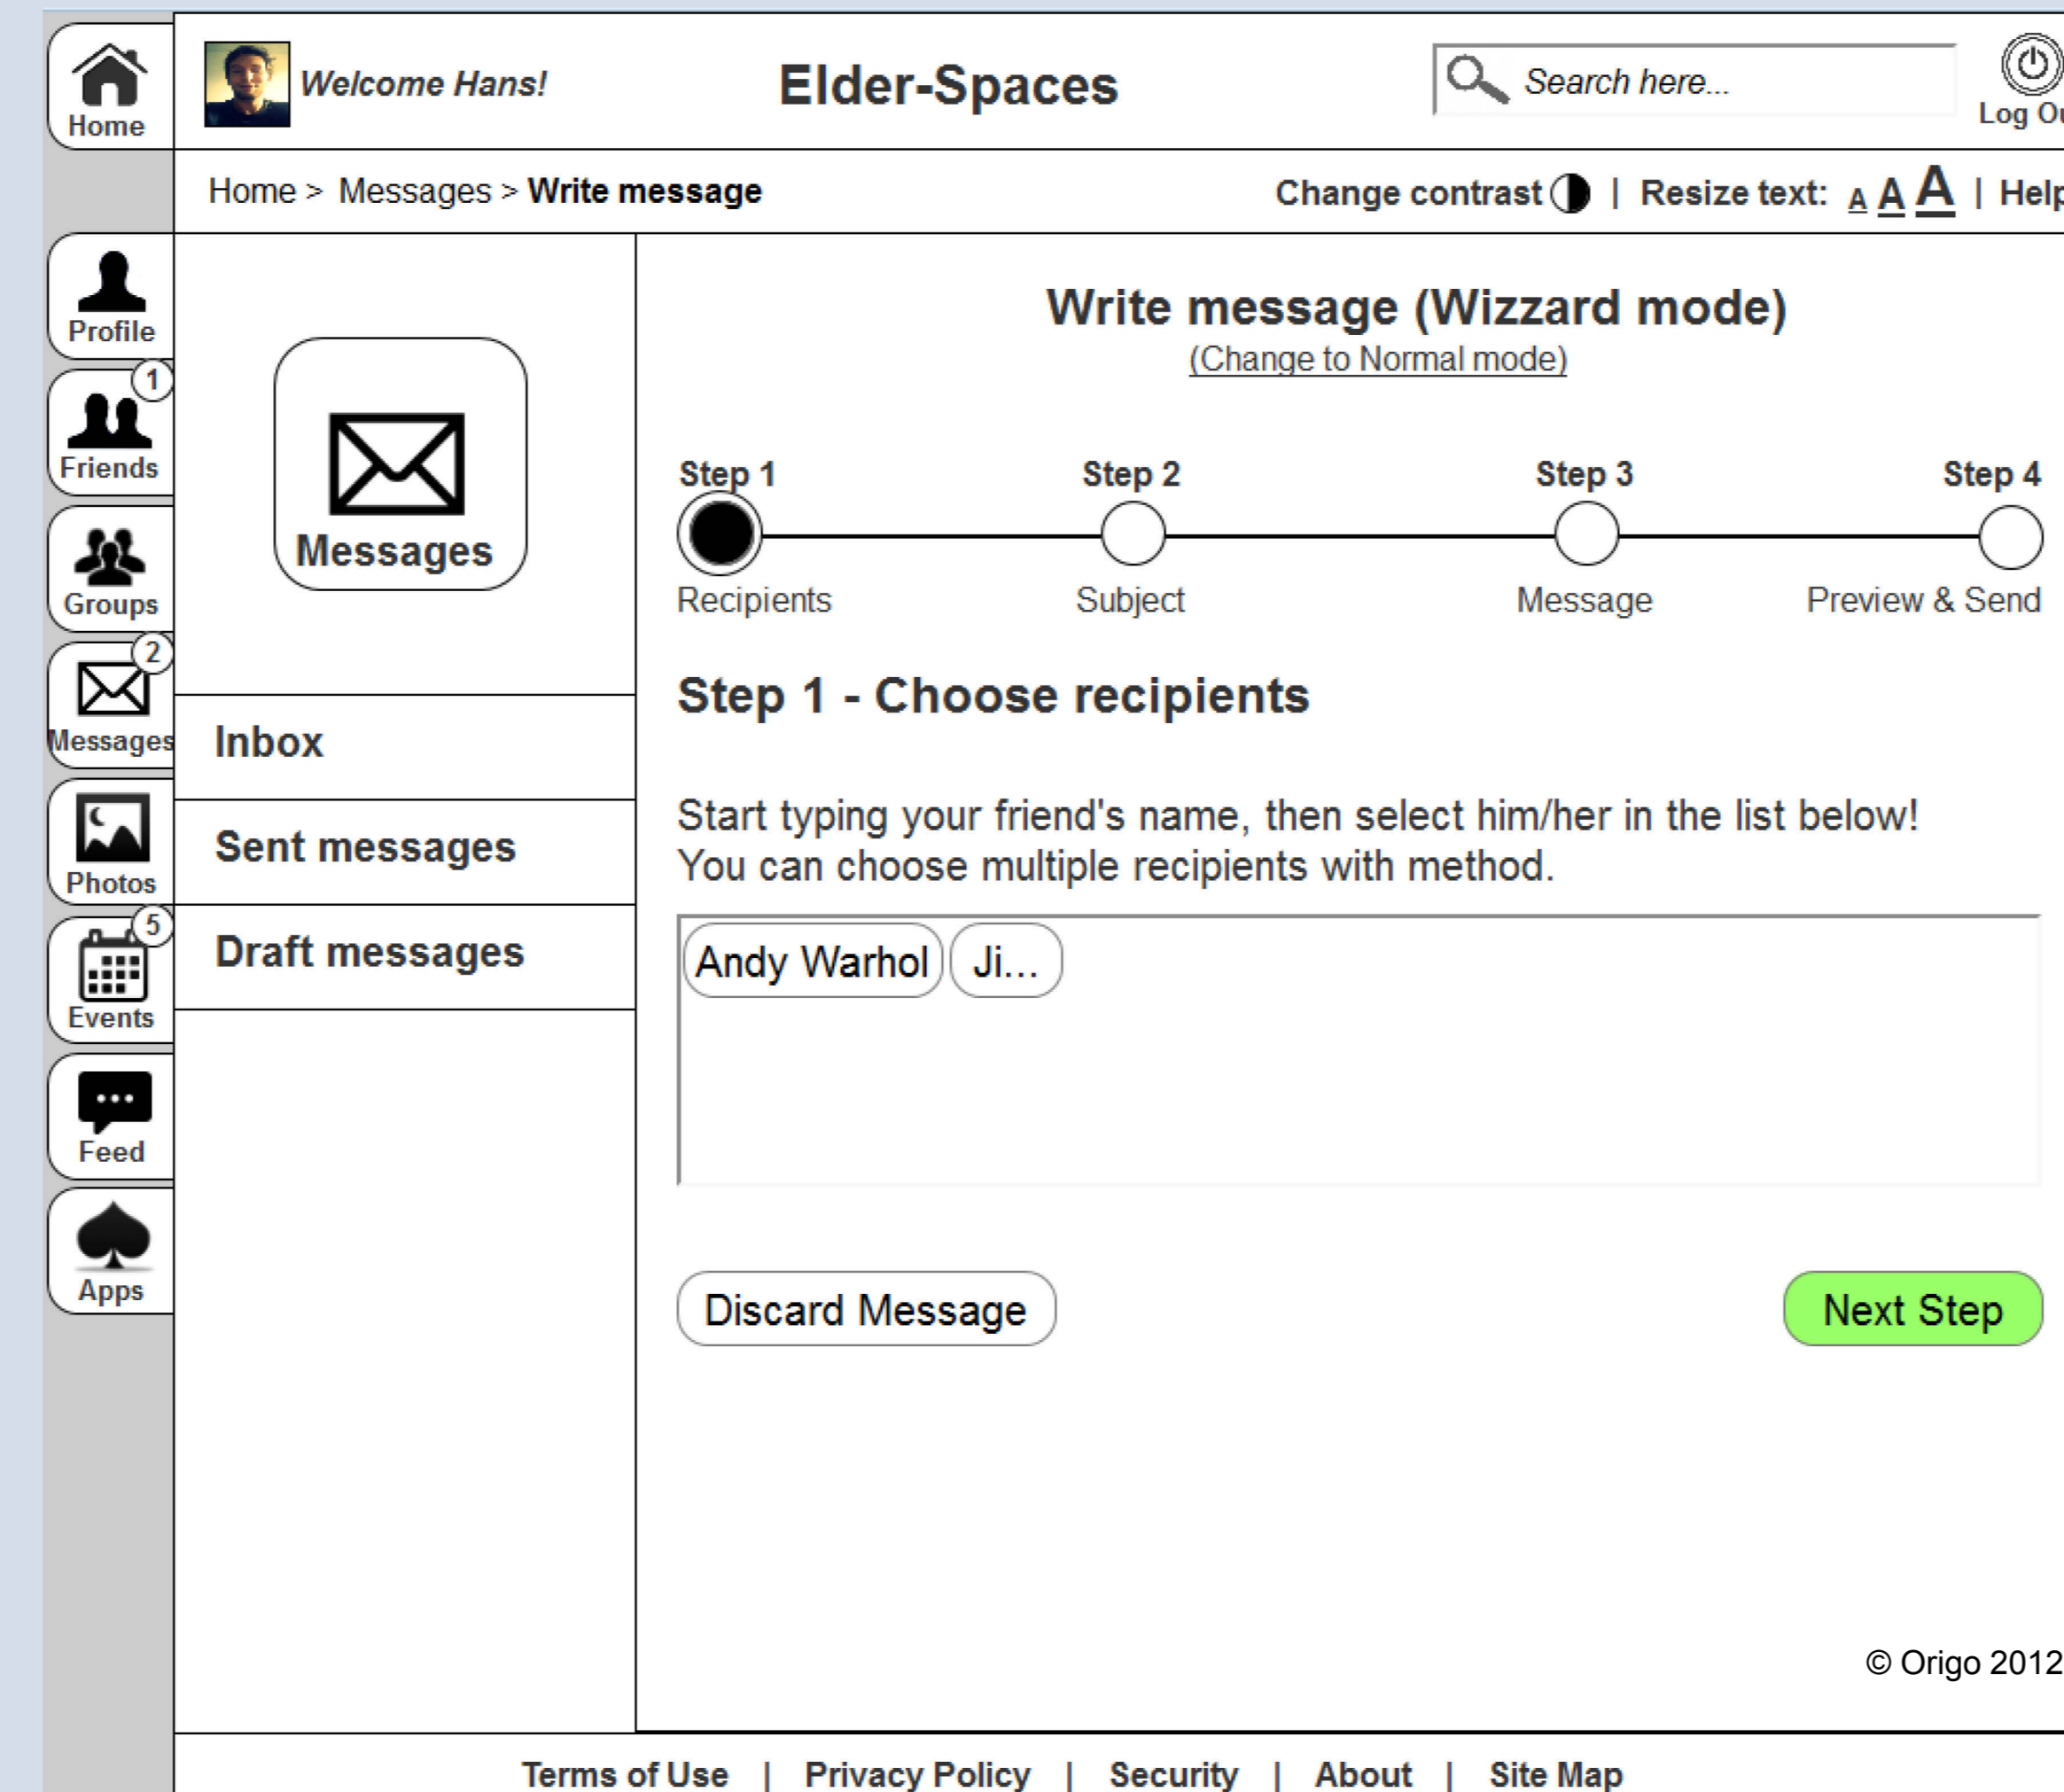 Home
Welcome Hans!
Elder-Spaces
Search here...
Log Ou
Home > Messages > Write message
Change contrast | Resize text: A A A | Help
Profile
1
Friends
Groups
2
Messages
Photos
5
Events
Feed
Apps
Messages
Inbox
Sent messages
Draft messages
Write message (Wizzard mode)
(Change to Normal mode)
Step 1 Step 2 Step 3 Step 4
Recipients Subject Message Preview & Send
Step 1 - Choose recipients
Start typing your friend's name, then select him/her in the list below!
You can choose multiple recipients with method.
Andy Warhol Ji...
Discard Message Next Step
© Origo 2012
Terms of Use | Privacy Policy | Security | About | Site Map